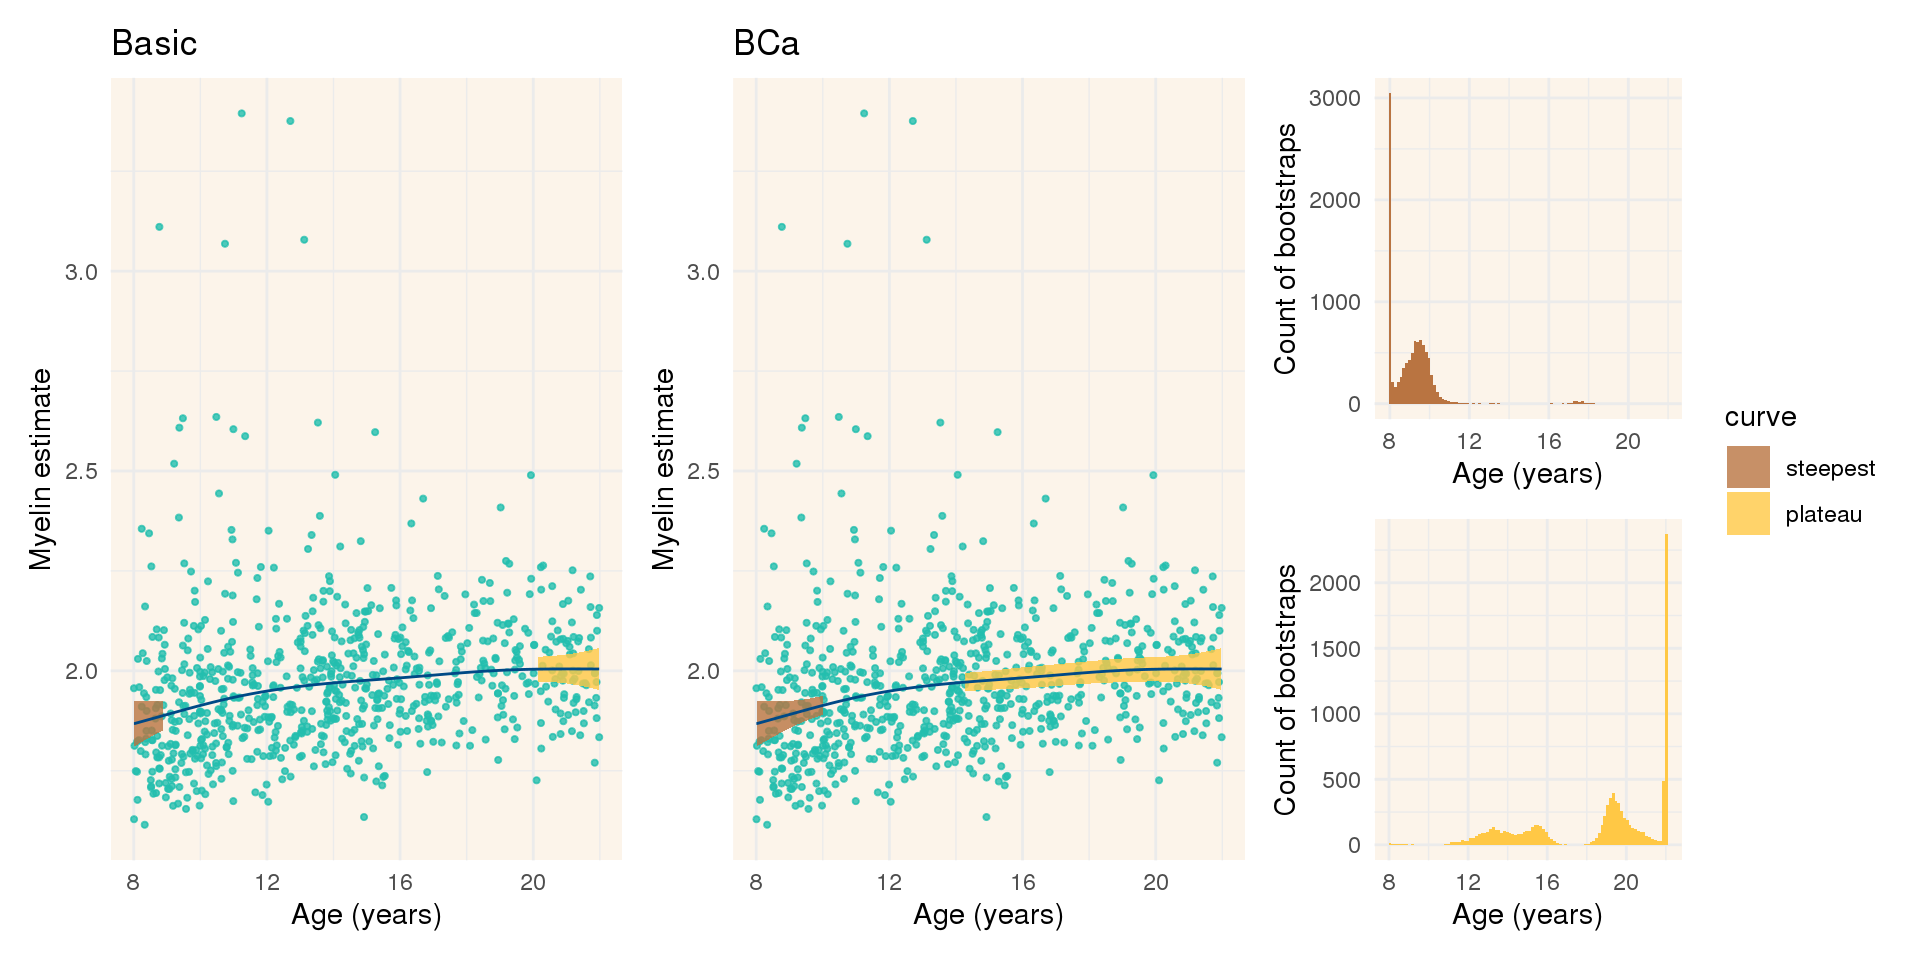 Basic
Myelin estimate
3.0
2.5
2.0
8 12 16 20
Age (years)
BCa
Myelin estimate
3.0
2.5
2.0
8 12 16 20
Age (years)
Count of bootstraps
3000
2000
1000
0
8 12 16 20
Age (years)
Count of bootstraps
2000
1500
1000
500
0
8 12 16 20
Age (years)
curve
steepest
plateau